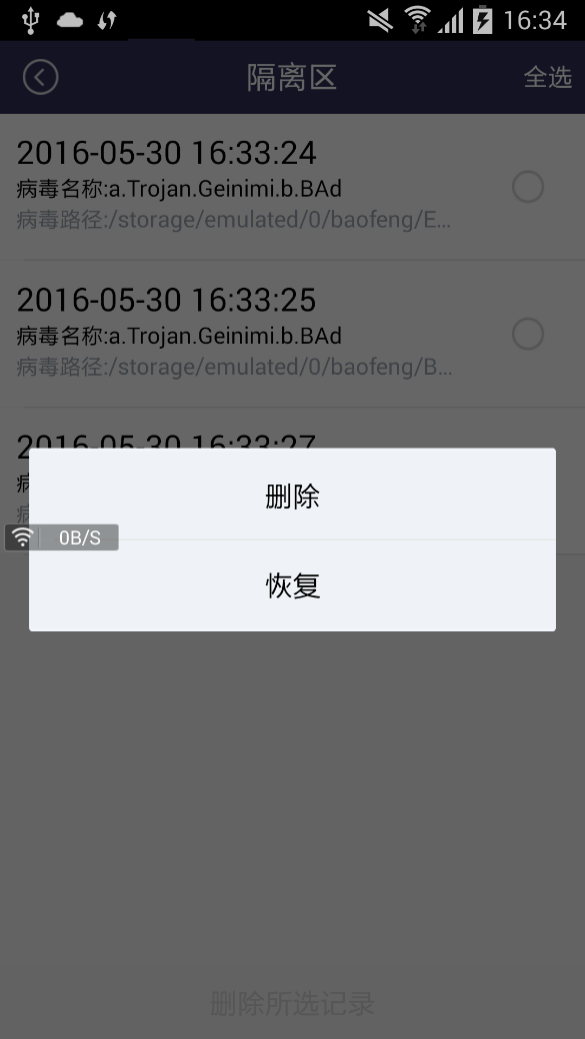 16:34
隔离区
全选
2016-05-30 16:33:24
病毒名称:a.Trojan.Geinimi.b.BAd
病毒路径:/storage/emulated/0/baofeng/E...
2016-05-30 16:33:25
病毒名称:a.Trojan.Geinimi.b.BAd
病毒路径:/storage/emulated/0/baofeng/B...
2016-05-30 16:33:27
病
删除
0B/S
恢复
删除所选记录